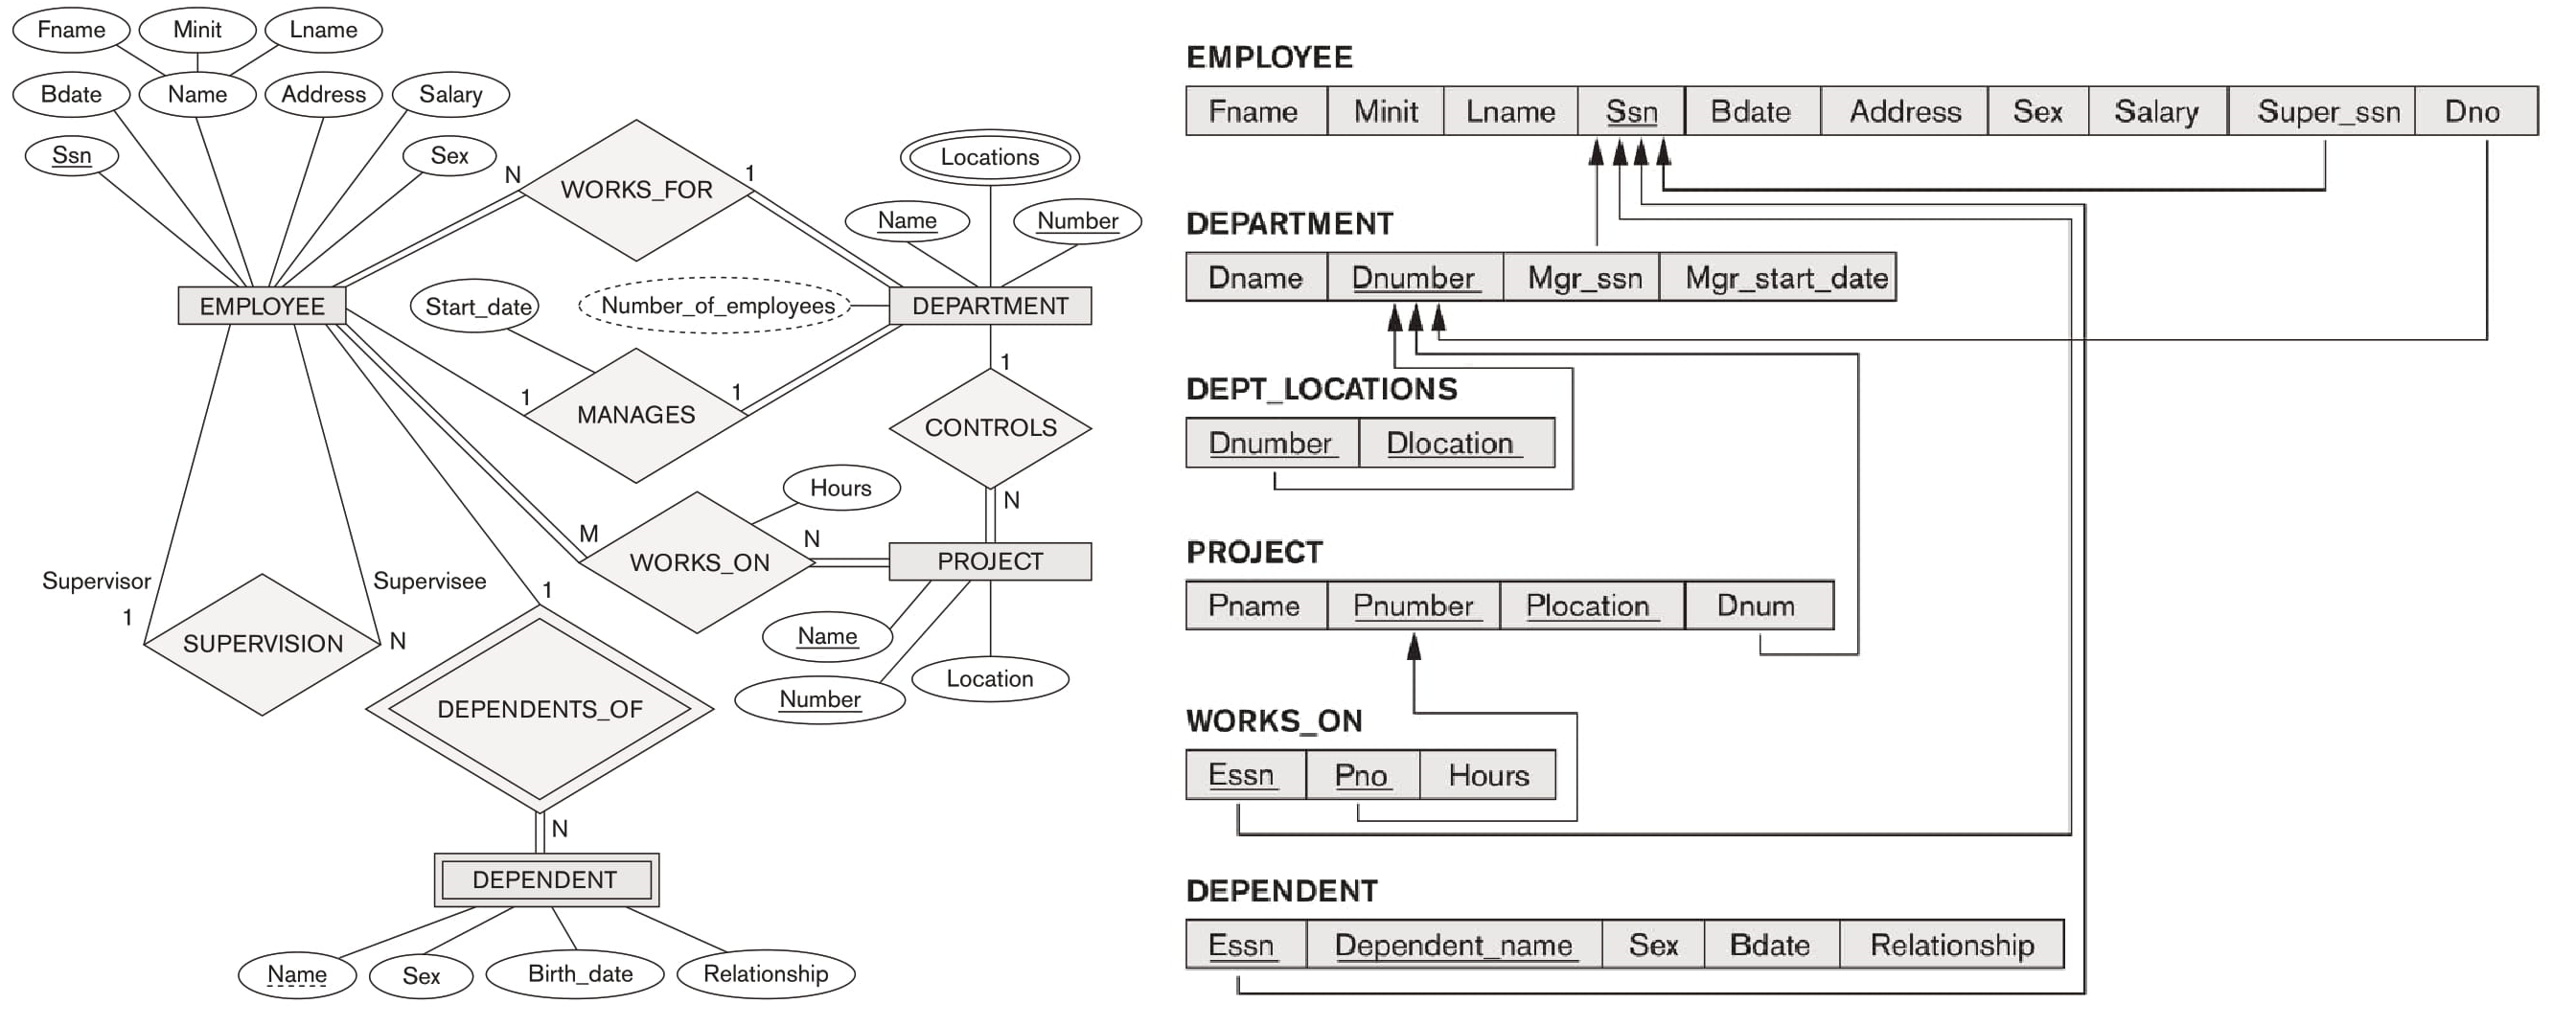 Fname Minit Lname
Bdate Name Address Salary
Ssn Sex
N WORKS_FOR 1
Locations
Name Number
EMPLOYEE Start_date Number_of_employees DEPARTMENT
1 MANAGES 1
1
CONTROLS
N
Hours
M WORKS_ON N PROJECT
Supervisor Supervisee
1 SUPERVISION N
1
Name
Number Location
DEPENDENTS_OF
N
DEPENDENT
Name Sex Birth_date Relationship
EMPLOYEE
Fname Minit Lname Ssn Bdate Address Sex Salary Super_ssn Dno
DEPARTMENT
Dname Dnumber Mgr_ssn Mgr_start_date
DEPT_LOCATIONS
Dnumber Dlocation
PROJECT
Pname Pnumber Plocation Dnum
WORKS_ON
Essn Pno Hours
DEPENDENT
Essn Dependent_name Sex Bdate Relationship